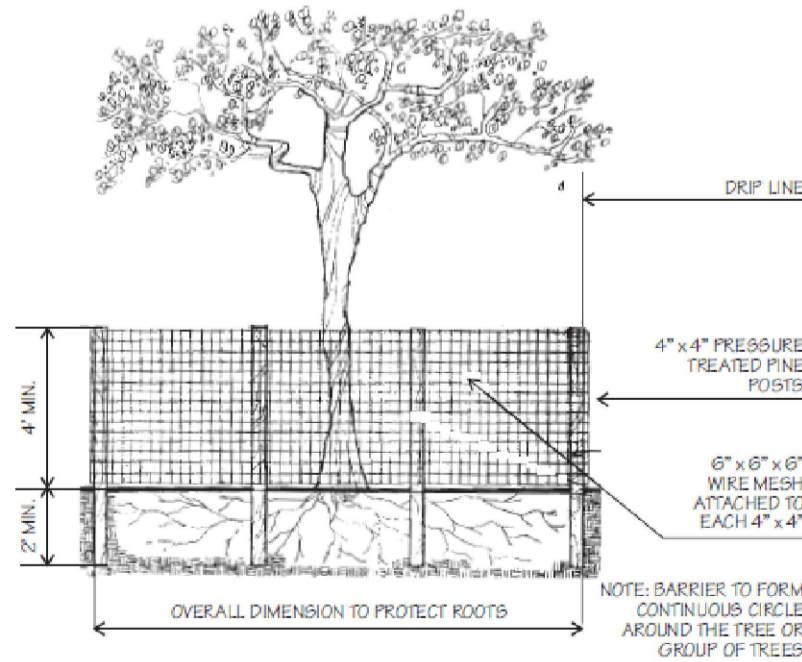 DRIP LINE
4" x 4" PRESSURE
TREATED PINE
POSTS
4' MIN.
6" x 6" x 6"
WIRE MESH
ATTACHED TO
EACH 4" x 4"
2' MIN.
OVERALL DIMENSION TO PROTECT ROOTS
NOTE: BARRIER TO FORM
CONTINUOUS CIRCLE
AROUND THE TREE OR
GROUP OF TREES